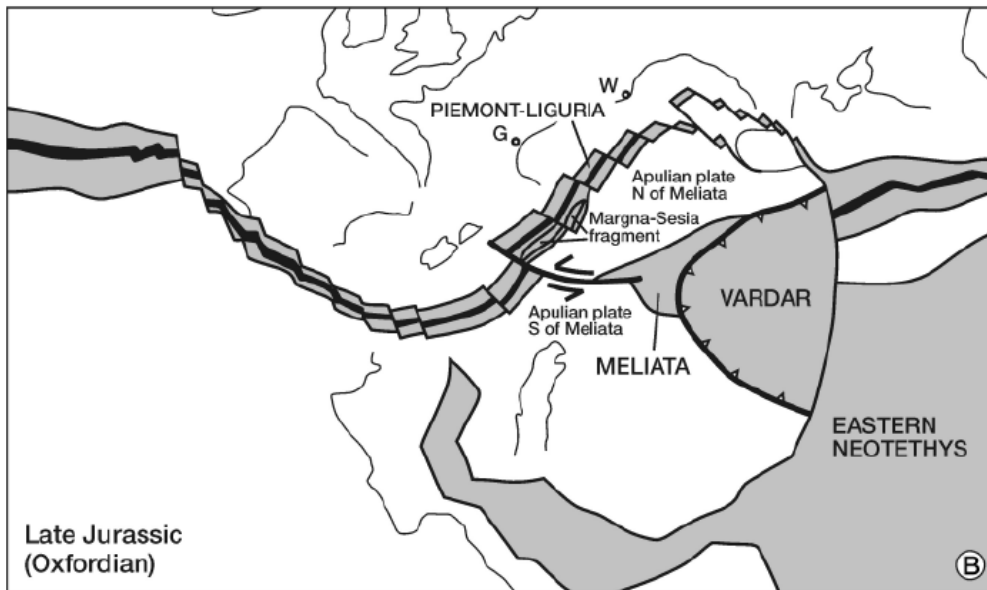 W
PIEMONT-LIGURIA
G
Apulian plate
N of Meliata
Margna-Sesia
fragment
Apulian plate
S of Meliata
VARDAR
MELIATA
EASTERN
NEOTETHYS
Late Jurassic
(Oxfordian)
B